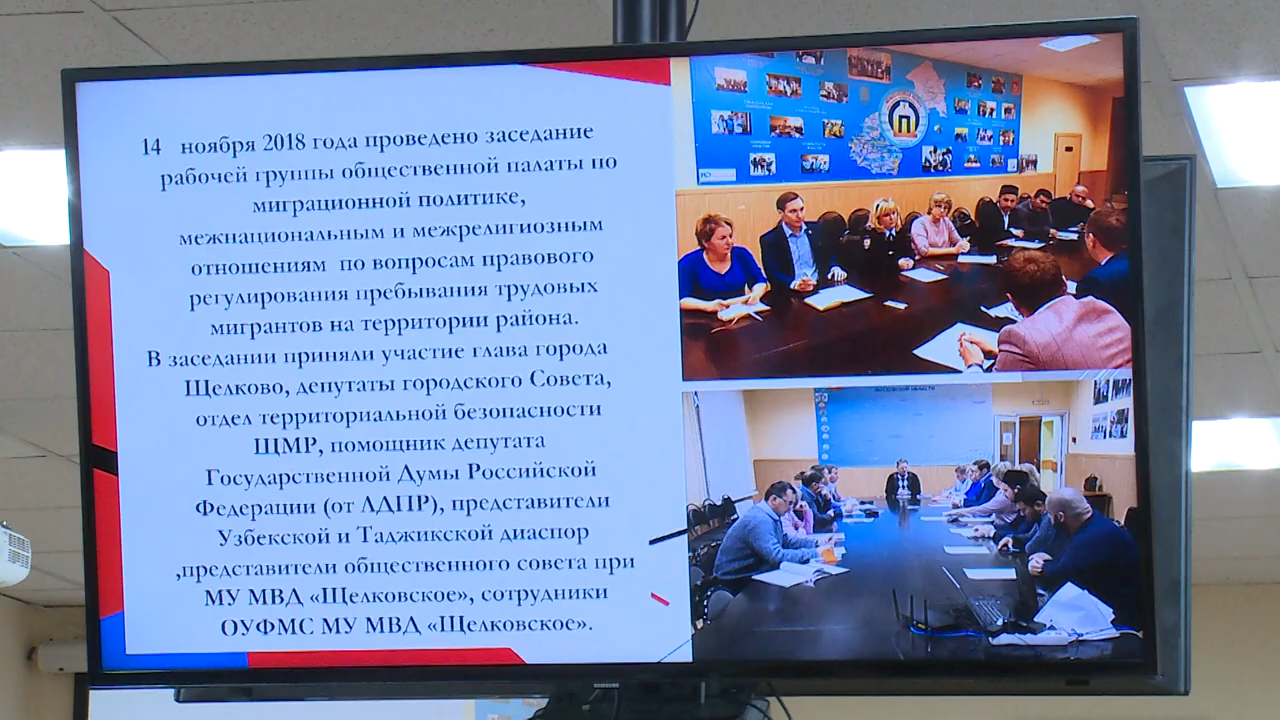 14 ноября 2018 года проведено заседание
рабочей группы общественной палаты по
миграционной политике,
межнациональным и межрелигиозным
отношениям по вопросам правового
регулирования пребывания трудовых
мигрантов на территории района.
В заседании приняли участие глава города
Щелково, депутаты городского Совета,
отдел территориальной безопасности
ЩМР, помощник депутата
Государственной Думы Российской
Федерации (от ЛДПР), представители
Узбекской и Таджикской диаспор
,представители общественного совета при
МУ МВД «Щелковское», сотрудники
ОУФМС МУ МВД «Щелковское».
МОСКОВСКОЙ ОБЛАСТИ
SAMSUNG